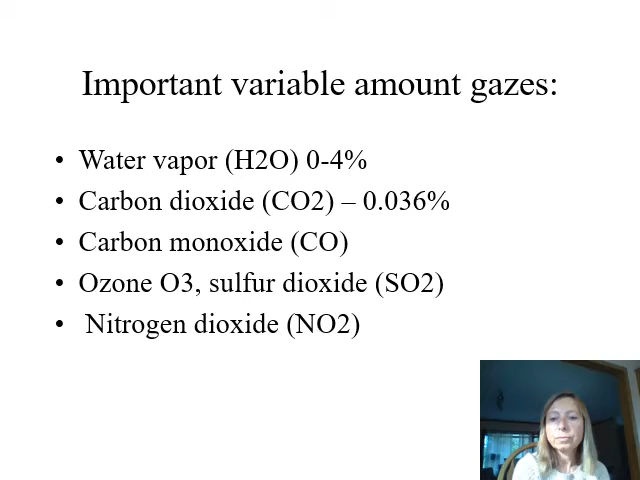 Important variable amount gazes:
• Water vapor (H2O) 0-4%
• Carbon dioxide (CO2) – 0.036%
• Carbon monoxide (CO)
• Ozone O3, sulfur dioxide (SO2)
• Nitrogen dioxide (NO2)